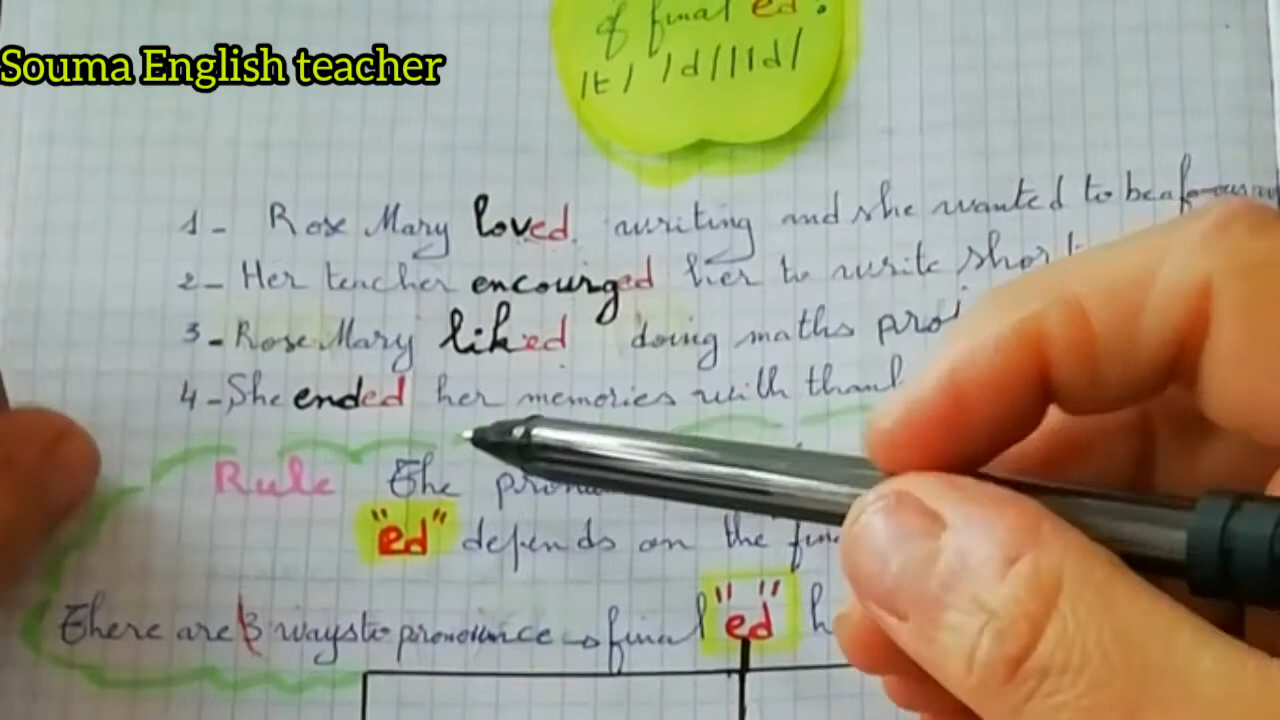 of final ed.
Souma English teacher
/t/ /d/ /Id/
1- Rose Mary loved writing and she wanted to be a famous
2- Her teacher encourged her to write short
3- Rose Mary liked doing maths
4- She ended her memories with
Rule The
"ed" depends on the
There are 3 ways to pronounce final "ed"